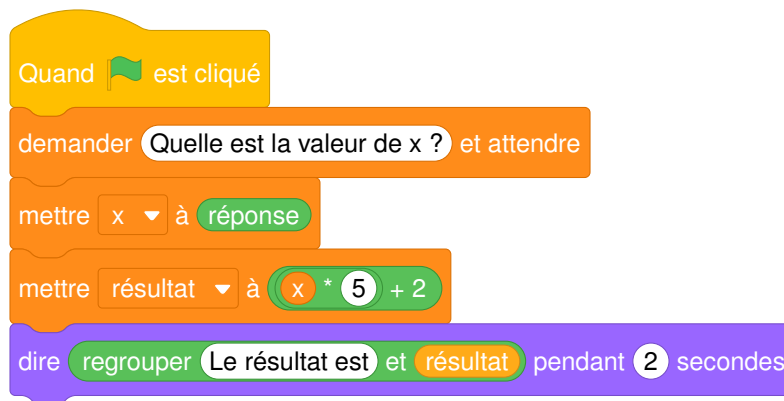 Quand est cliqué
demander Quelle est la valeur de x ? et attendre
mettre x à réponse
mettre résultat à x * 5 + 2
dire regrouper Le résultat est et résultat pendant 2 secondes